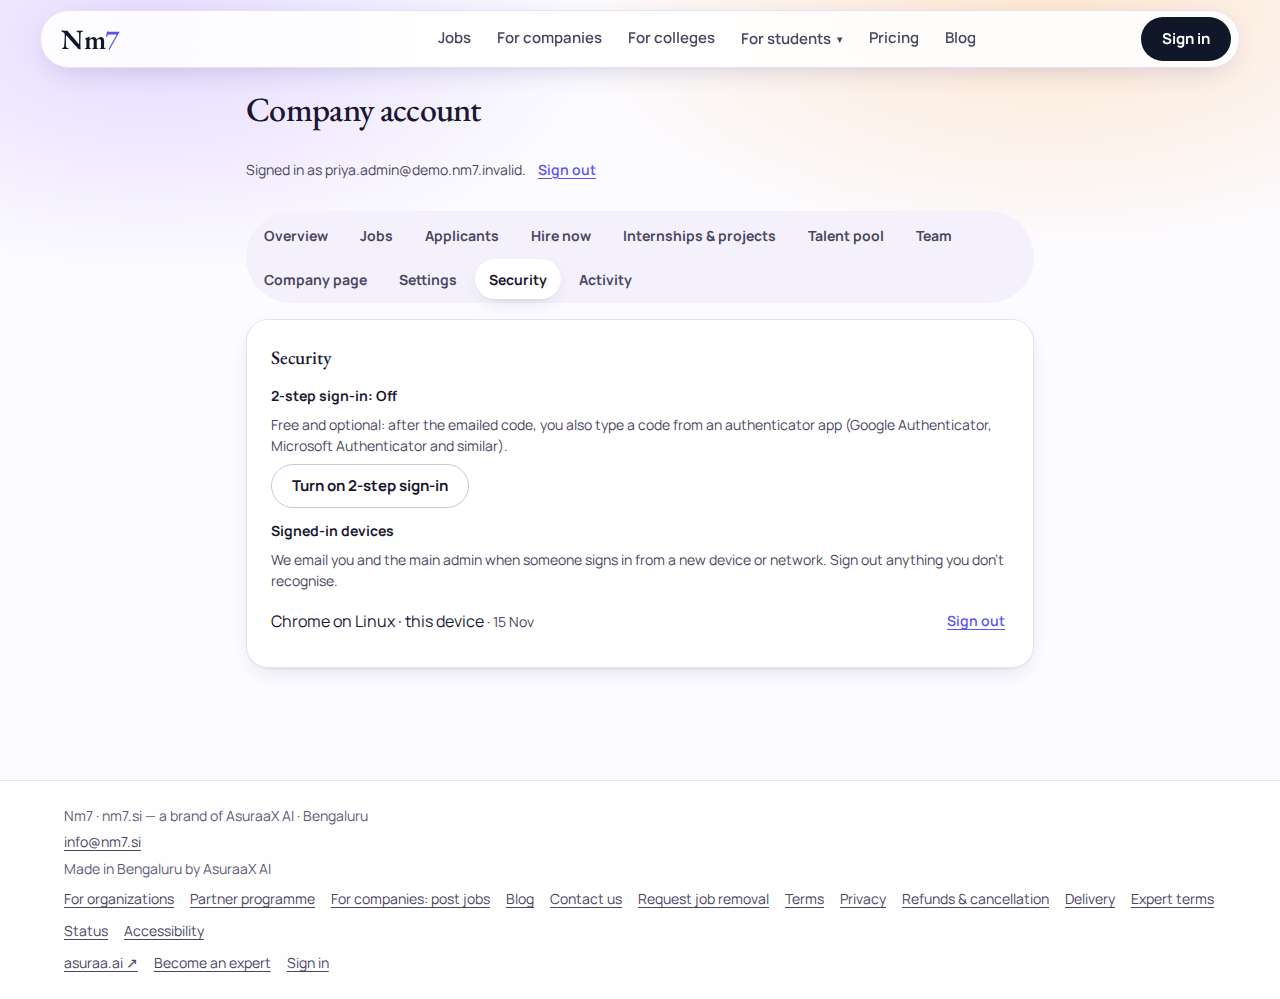 Nm7
Jobs For companies For colleges For students ▾ Pricing Blog
Sign in
Company account
Signed in as priya.admin@demo.nm7.invalid. Sign out
Overview Jobs Applicants Hire now Internships & projects Talent pool Team
Company page Settings Security Activity
Security
2-step sign-in: Off
Free and optional: after the emailed code, you also type a code from an authenticator app (Google Authenticator,
Microsoft Authenticator and similar).
Turn on 2-step sign-in
Signed-in devices
We email you and the main admin when someone signs in from a new device or network. Sign out anything you don't
recognise.
Chrome on Linux · this device · 15 Nov Sign out
Nm7 · nm7.si — a brand of AsuraaX AI · Bengaluru
info@nm7.si
Made in Bengaluru by AsuraaX AI
For organizations Partner programme For companies: post jobs Blog Contact us Request job removal Terms Privacy Refunds & cancellation Delivery Expert terms
Status Accessibility
asuraa.ai ↗ Become an expert Sign in